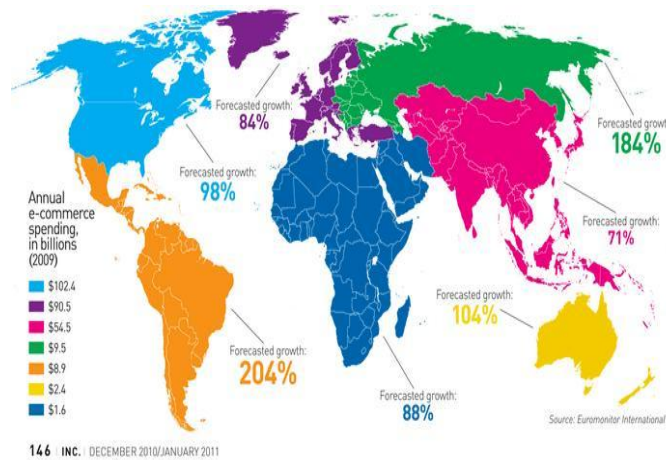 Forecasted growth:
84%
Forecasted growth:
98%
Forecasted growt
184%
Forecasted growth:
71%
Annual
e-commerce
spending,
in billions
(2009)
$102.4
$90.5
$54.5
$9.5
$8.9
$2.4
$1.6
Forecasted growth:
104%
Forecasted growth:
204%
Forecasted growth:
88%
Source: Euromonitor International
146 INC. DECEMBER 2010/JANUARY 2011